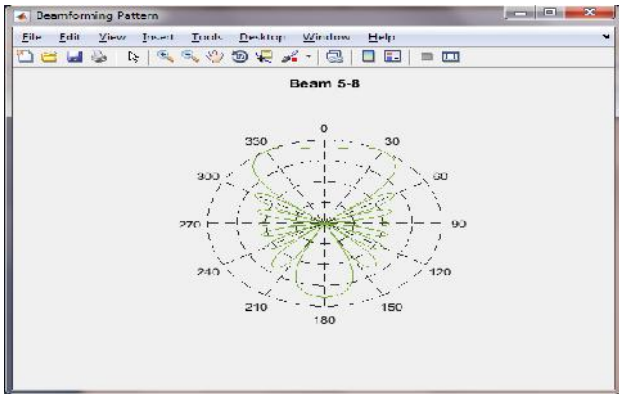 Beamforming Pattern
File Edit View Insert Tools Desktop Window Help
Beam 5-8
0
330 30
300 60
270 90
240 120
210 150
180